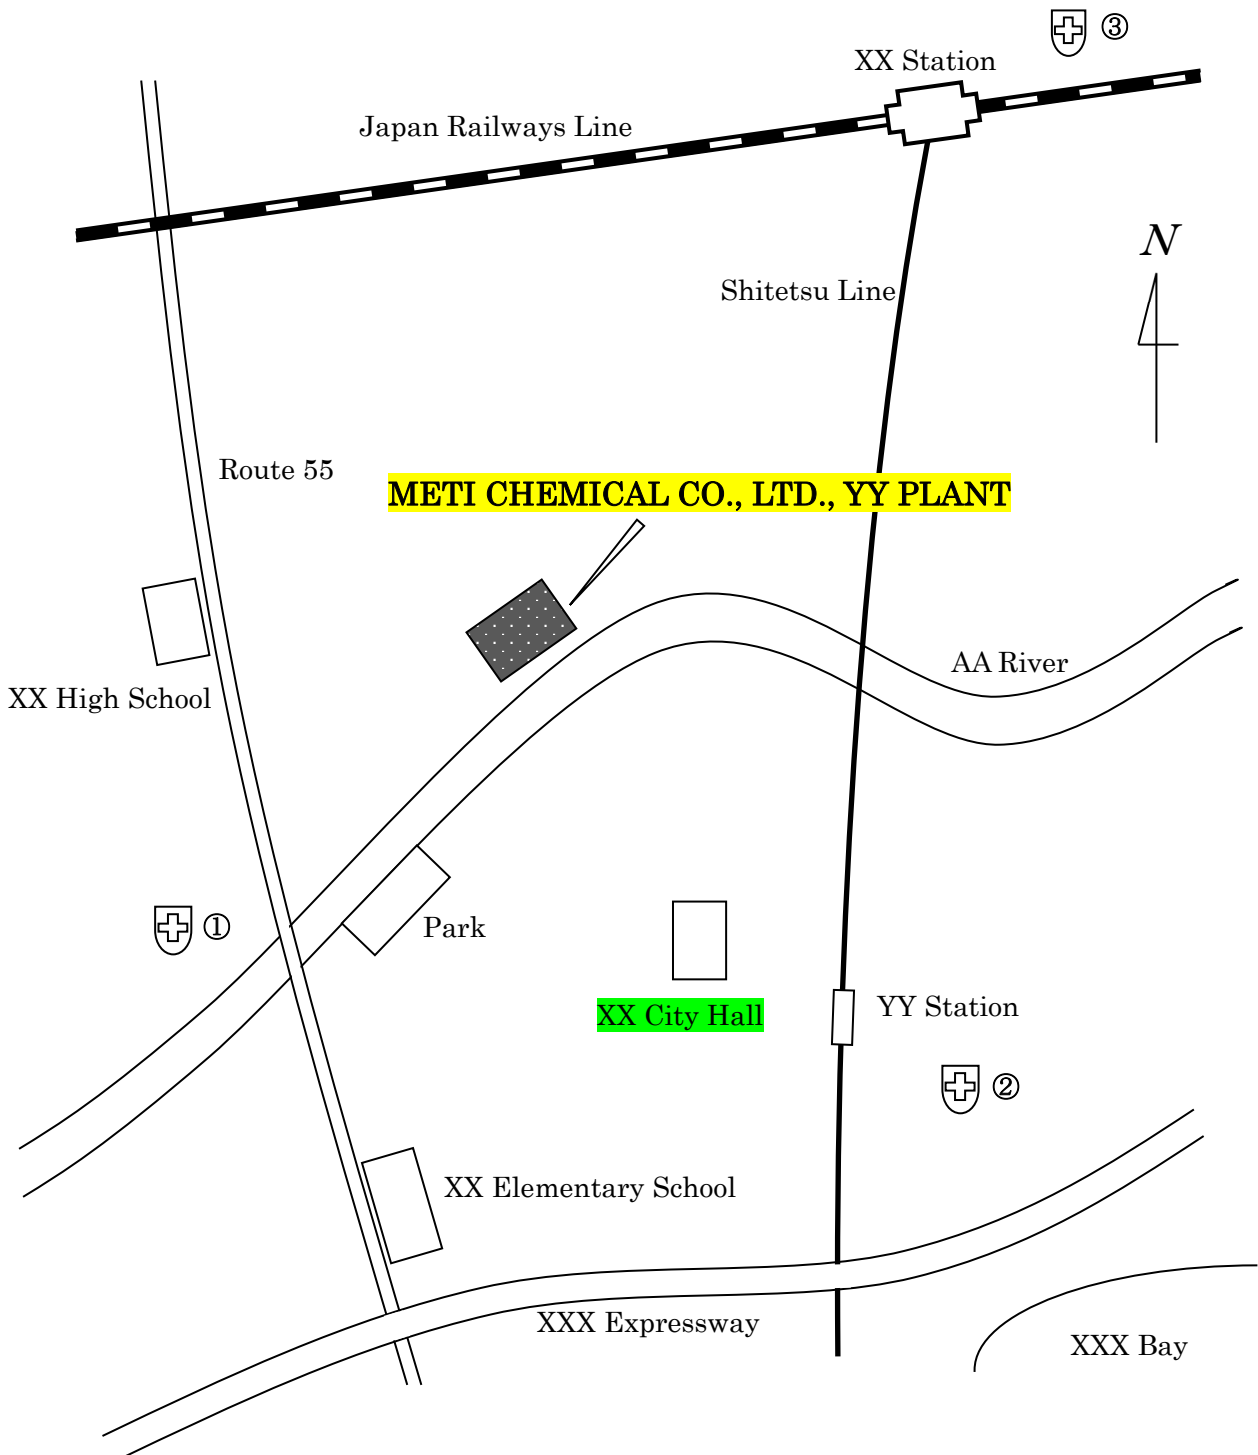 ③
XX Station
Japan Railways Line
N
Shitetsu Line
Route 55
METI CHEMICAL CO., LTD., YY PLANT
AA River
XX High School
①
Park
YY Station
XX City Hall
②
XX Elementary School
XXX Expressway
XXX Bay